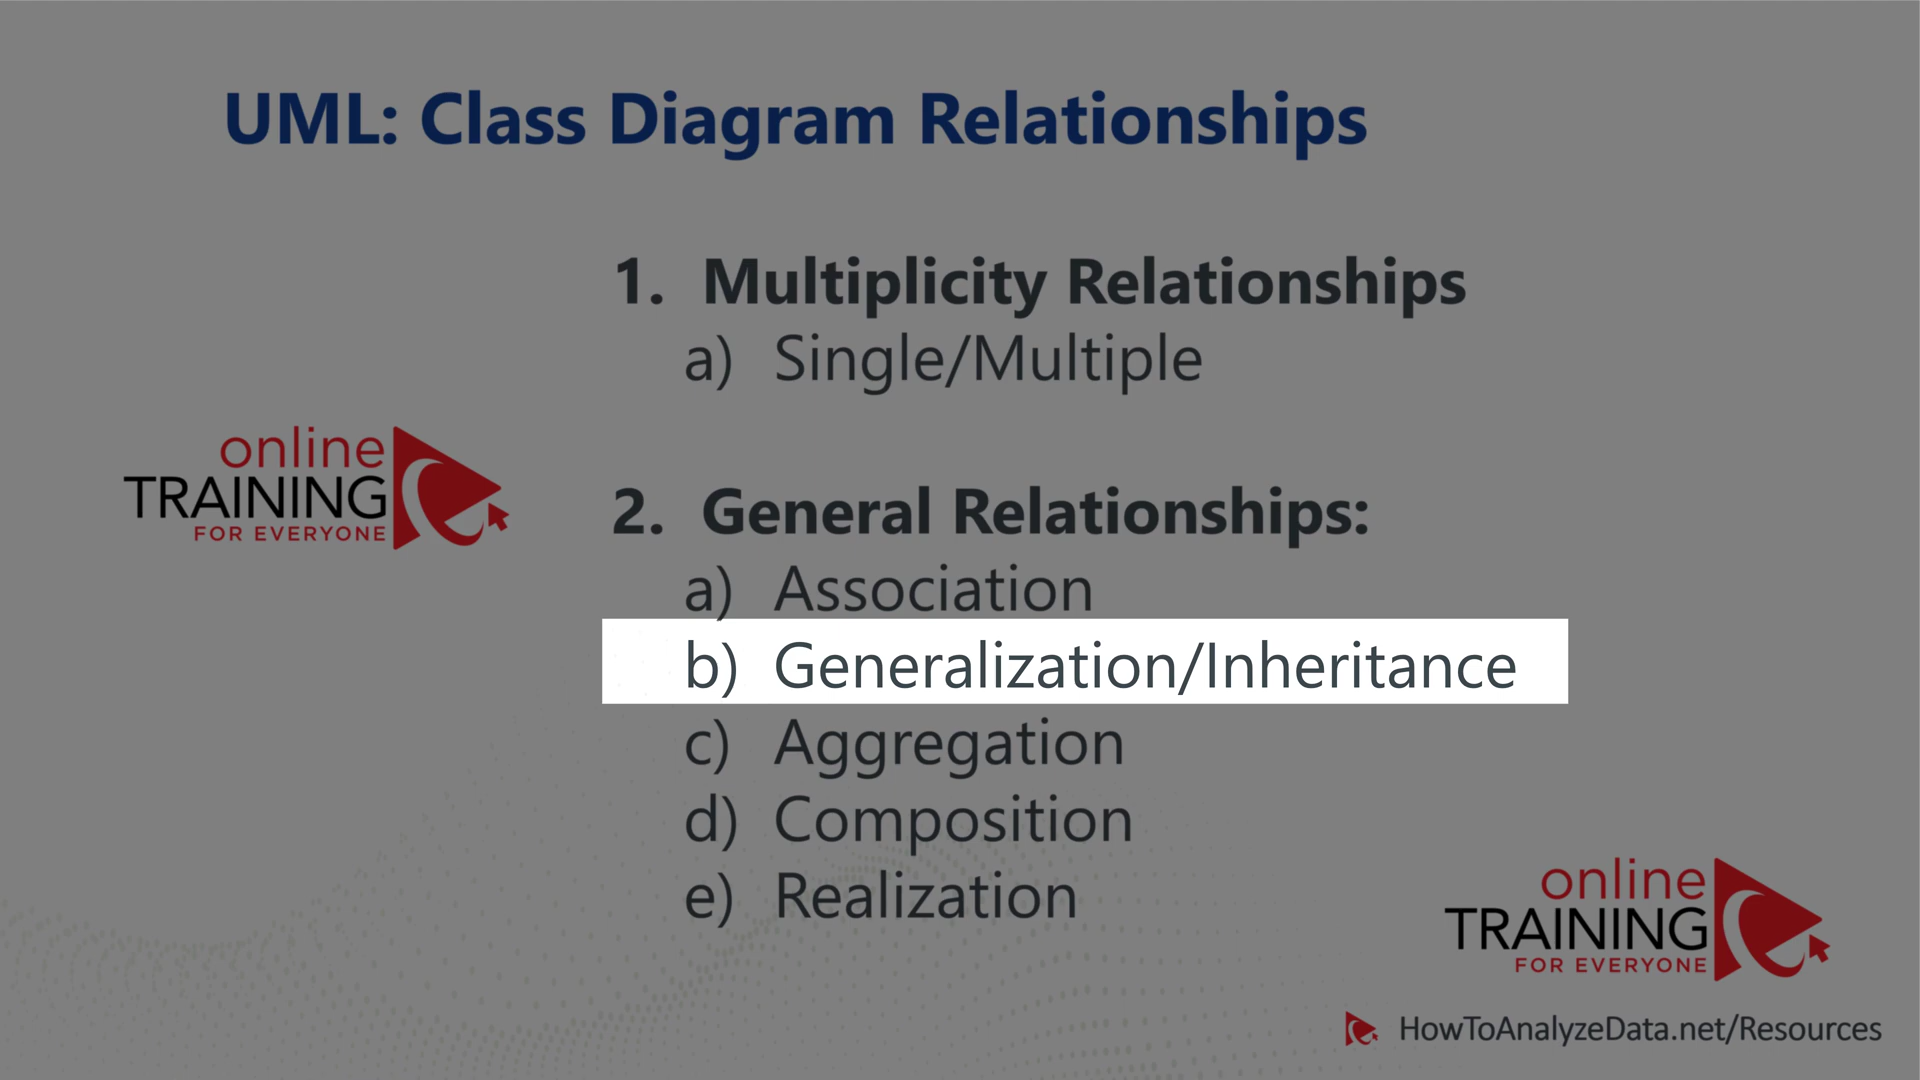 UML: Class Diagram Relationships
1. Multiplicity Relationships
a) Single/Multiple
online
TRAINING
FOR EVERYONE
2. General Relationships:
a) Association
b) Generalization/Inheritance
c) Aggregation
d) Composition
e) Realization
online
TRAINING
FOR EVERYONE
HowToAnalyzeData.net/Resources